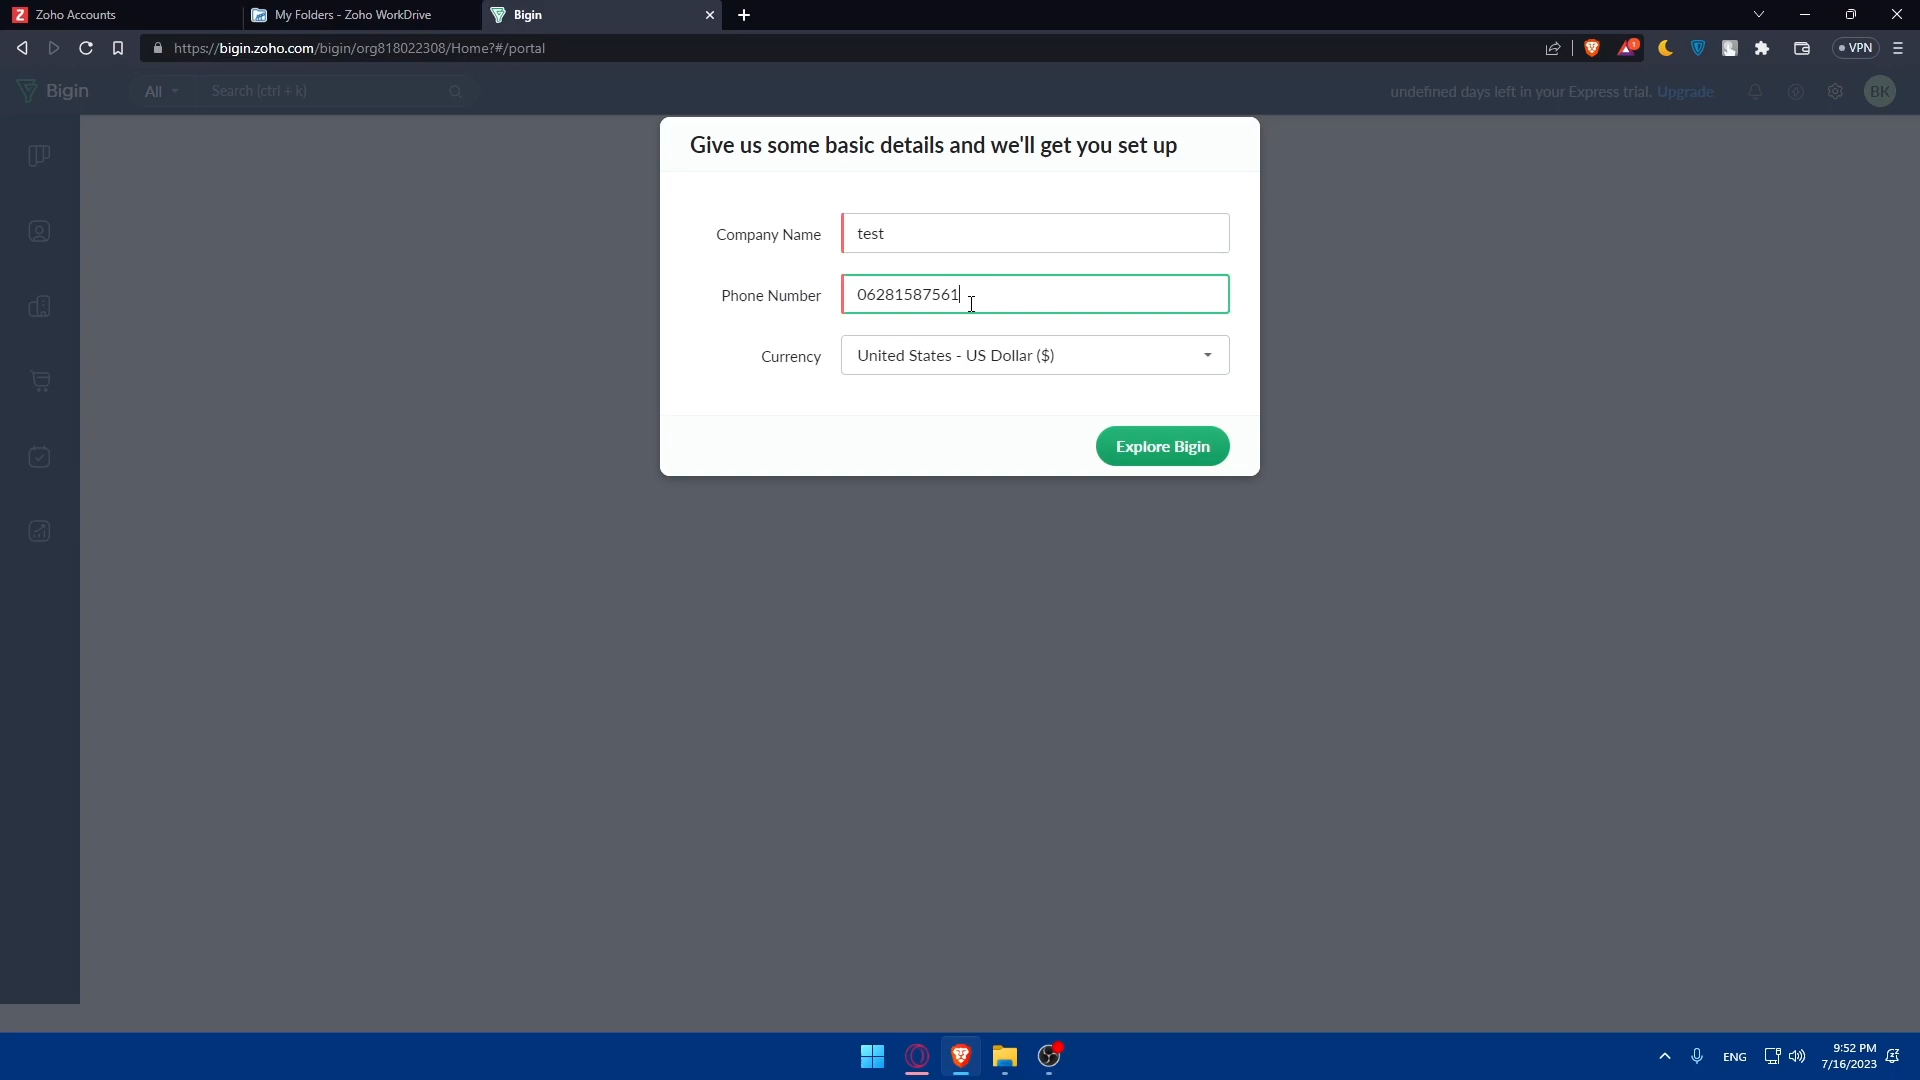 Zoho Accounts
My Folders - Zoho WorkDrive
Bigin
https://bigin.zoho.com/bigin/org818022308/Home?#/portal
1
VPN
Bigin
All
Search (ctrl + k)
undefined days left in your Express trial. Upgrade
BK
Give us some basic details and we'll get you set up
Company Name
test
Phone Number
06281587561
Currency
United States - US Dollar ($)
Explore Bigin
ENG
9:52 PM
7/16/2023